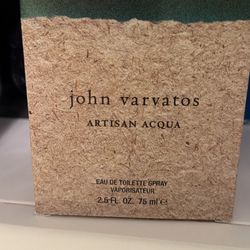 john varvatos
ARTISAN ACQUA
EAU DE TOILETTE SPRAY
VAPORISATEUR
2.5 FL. OZ. 75 ml ℮